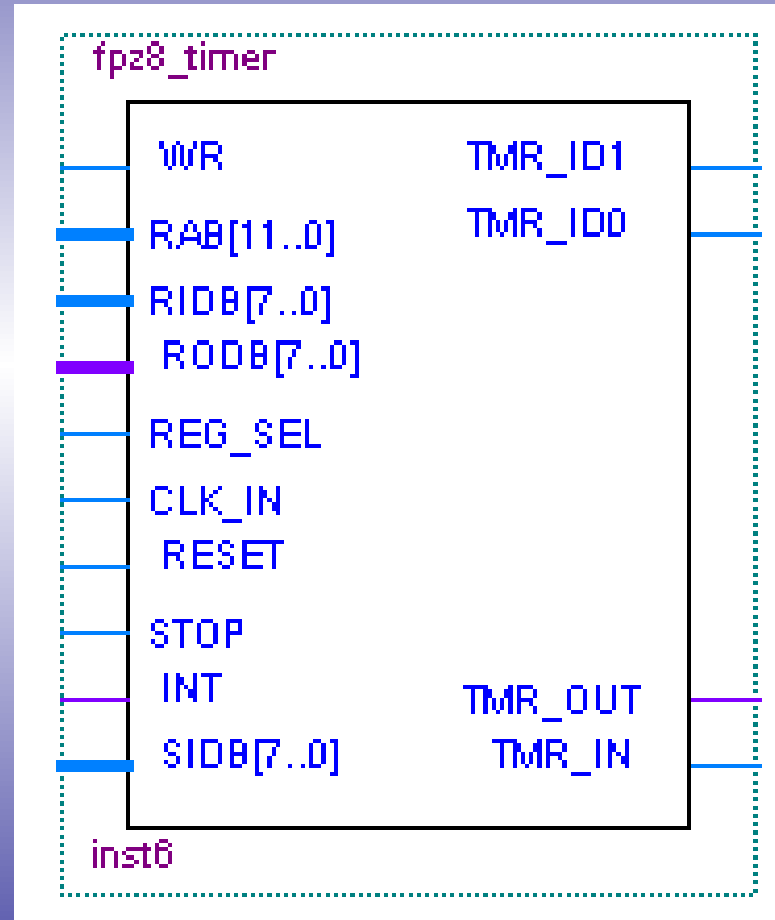 fpz8_timer
WR
TMR_ID1
RAB[11..0]
TMR_ID0
RIDB[7..0]
RODB[7..0]
REG_SEL
CLK_IN
RESET
STOP
INT
TMR_OUT
SIDB[7..0]
TMR_IN
inst6